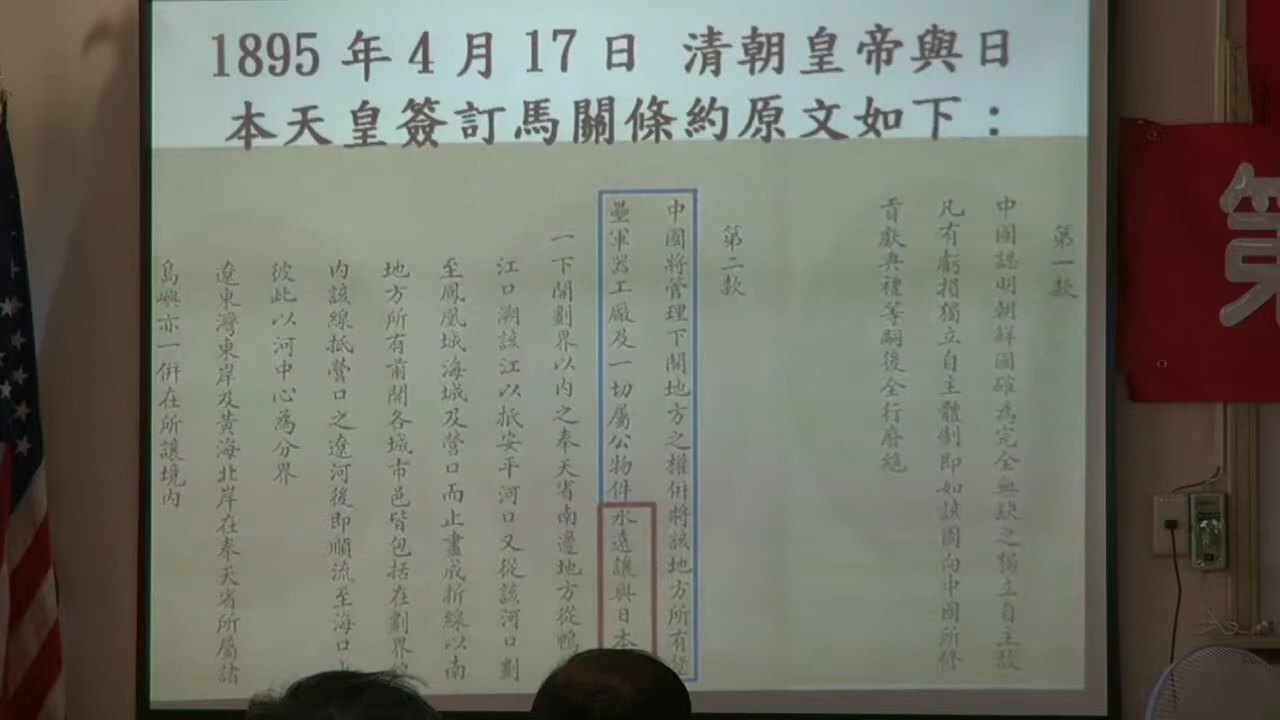 1895 年 4 月 17 日 清朝皇帝與日
本天皇簽訂馬關條約原文如下：
第一款
中國認明朝鮮國確為完全無缺之獨立自主故
凡有虧損獨立自主體制即如該國向中國所修
貢獻典禮等嗣後全行廢絕
第二款
中國將管理下開地方之權併將該地方所有堡
壘軍器工廠及一切屬公物件永遠讓與日本
一下開劃界以內之奉天省南邊地方從鴨
江口溯該江以抵安平河口又從該河口劃
至鳳凰城海城及營口而止畫成折線以南
地方所有前開各城市邑皆包括在劃界線
內該線抵營口之遼河後即順流至海口止
彼此以河中心為分界
遼東灣東岸及黃海北岸在奉天省所屬諸
島嶼亦一併在所讓境內
第